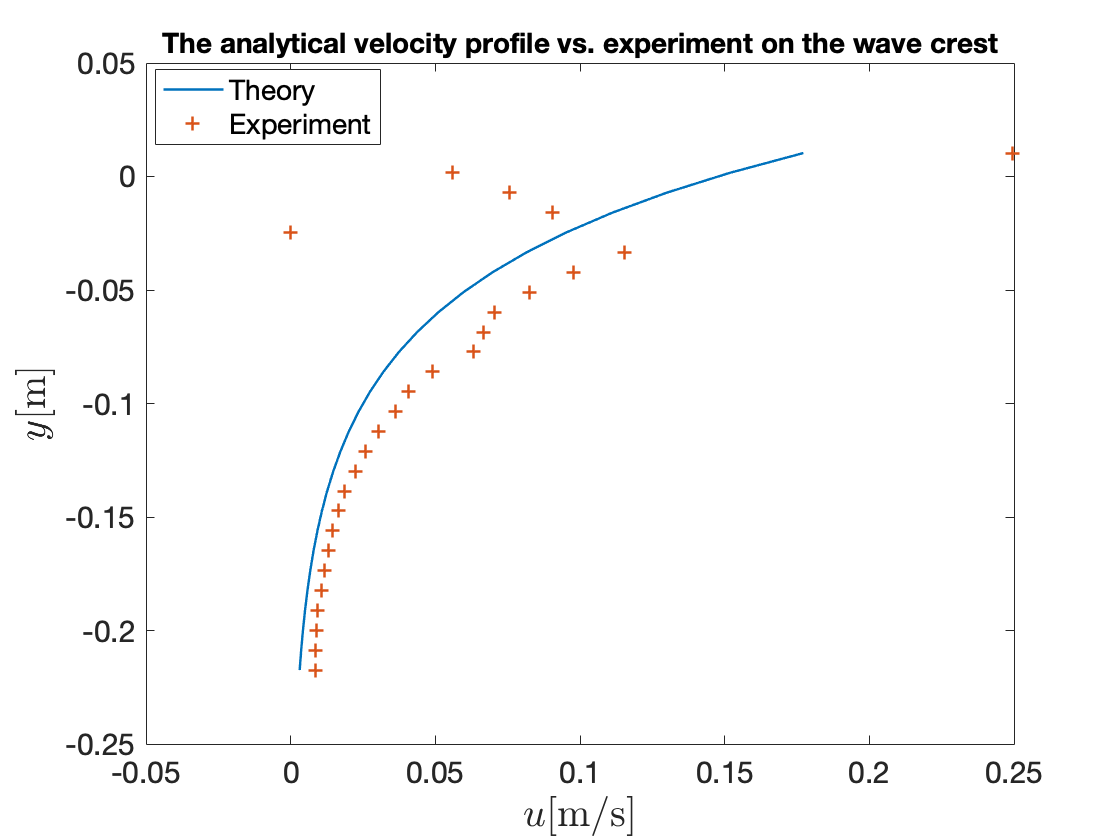 The analytical velocity profile vs. experiment on the wave crest
Theory
Experiment
0.05
0
-0.05
-0.1
-0.15
-0.2
-0.25
y[m]
-0.05 0 0.05 0.1 0.15 0.2 0.25
u[m/s]